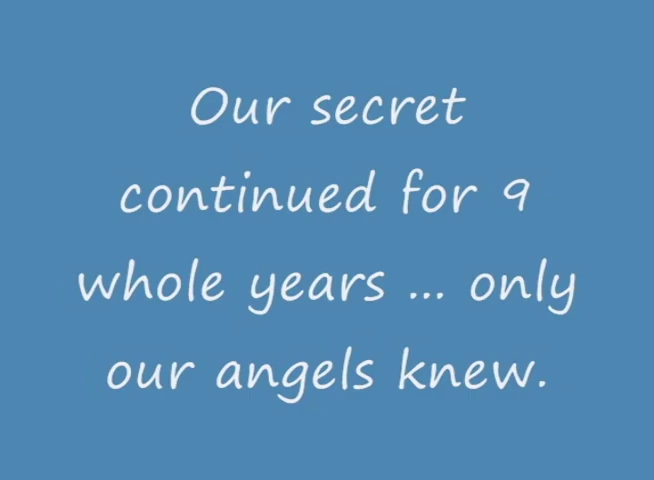 Our secret
continued for 9
whole years ... only
our angels knew.